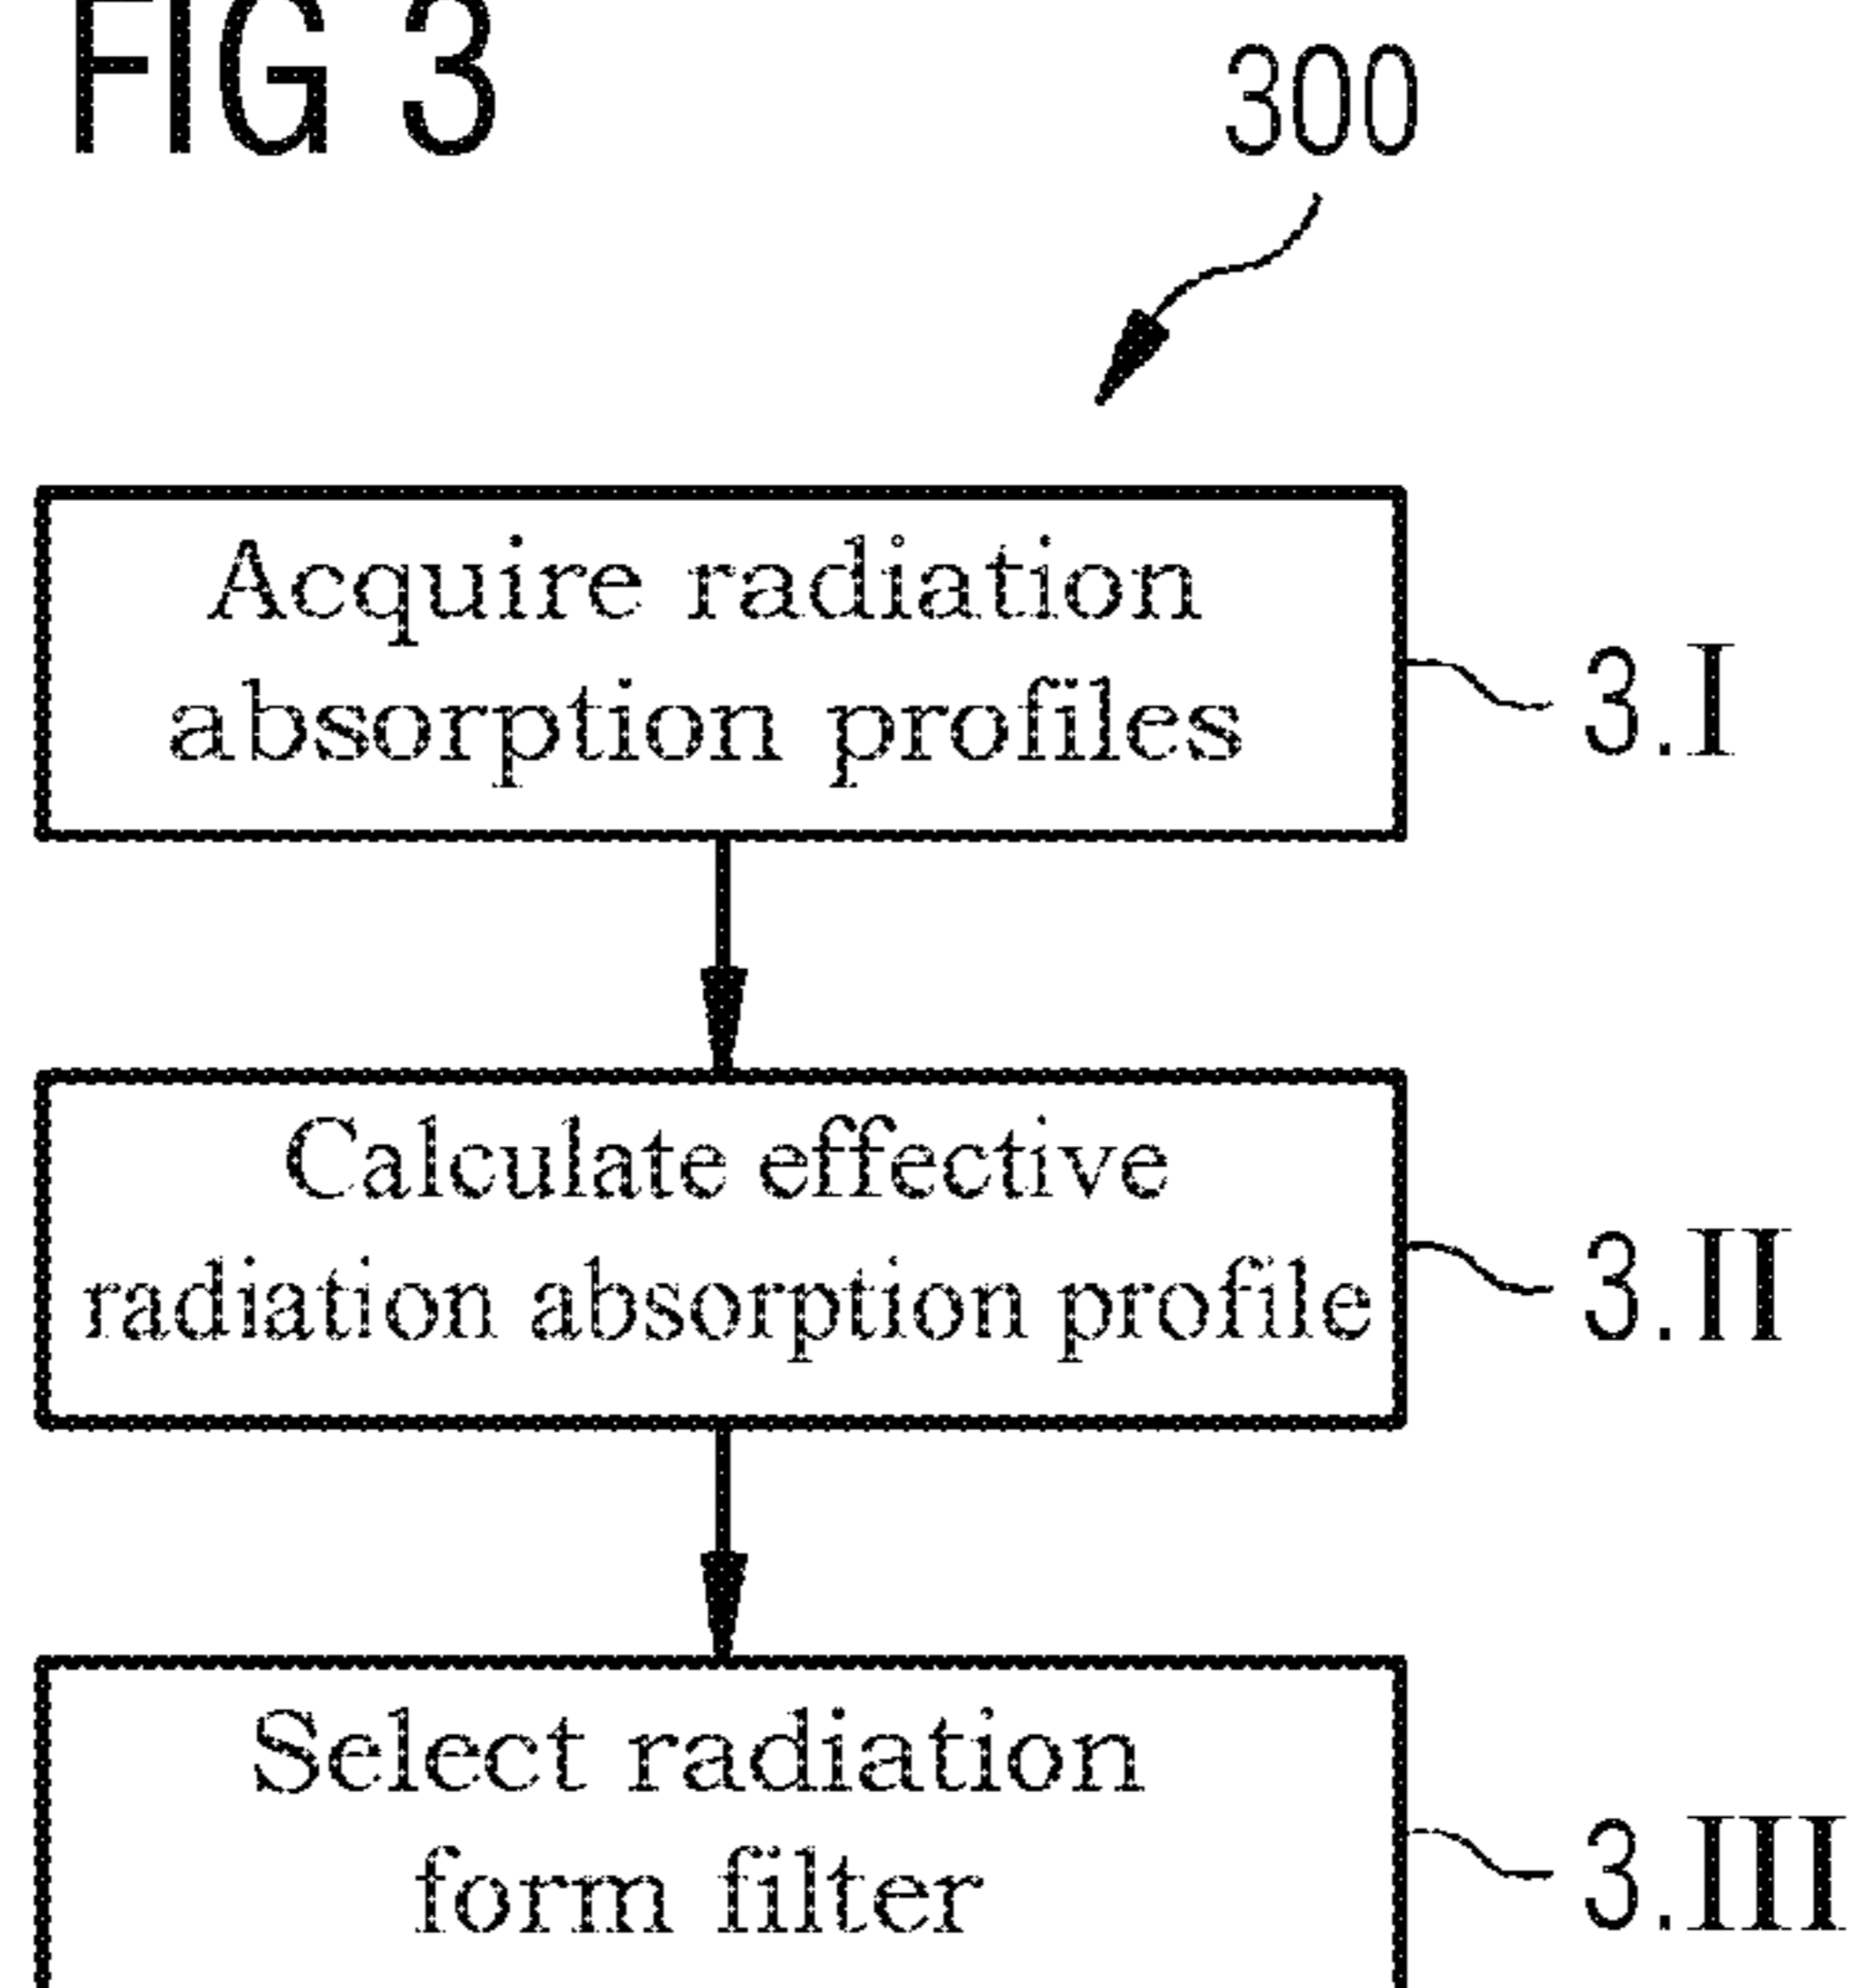 FIG 3
300
Acquire radiation
absorption profiles
3.I
Calculate effective
radiation absorption profile
3.II
Select radiation
form filter
3.III